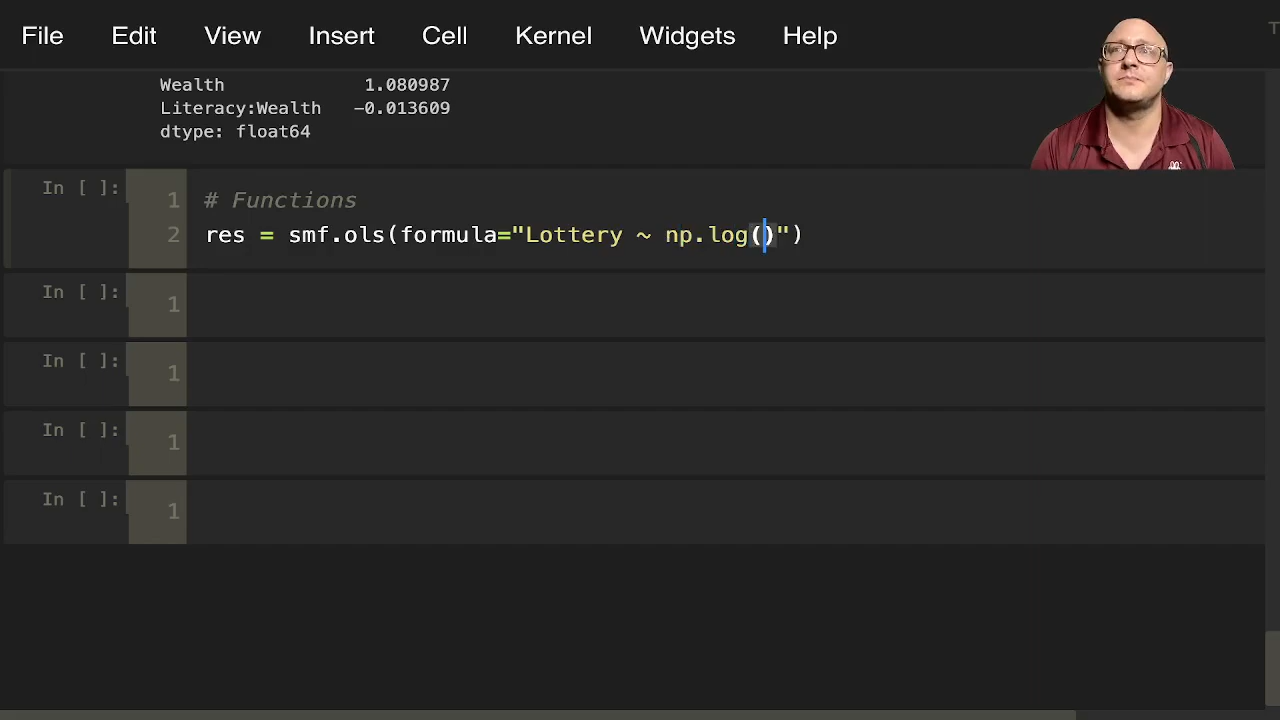 File Edit View Insert Cell Kernel Widgets Help
Wealth 1.080987
Literacy:Wealth -0.013609
dtype: float64
In [ ]:
1 # Functions
2 res = smf.ols(formula="Lottery ~ np.log()")
In [ ]: 1
In [ ]: 1
In [ ]: 1
In [ ]: 1